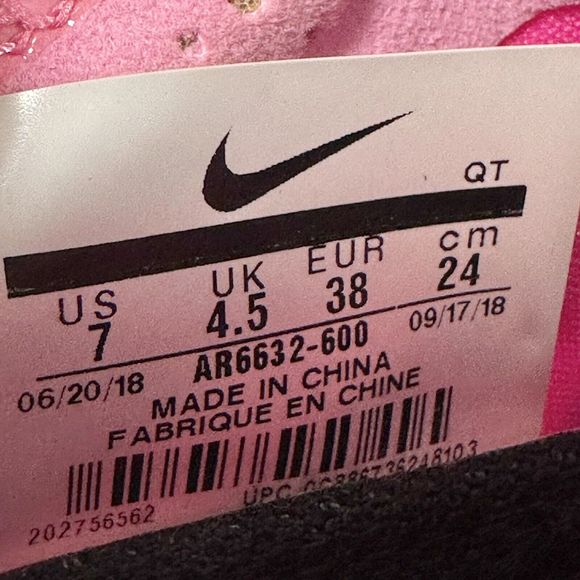 QT
US UK EUR cm
7 4.5 38 24
06/20/18 AR6632-600 09/17/18
MADE IN CHINA
FABRIQUE EN CHINE
UPC
202756562